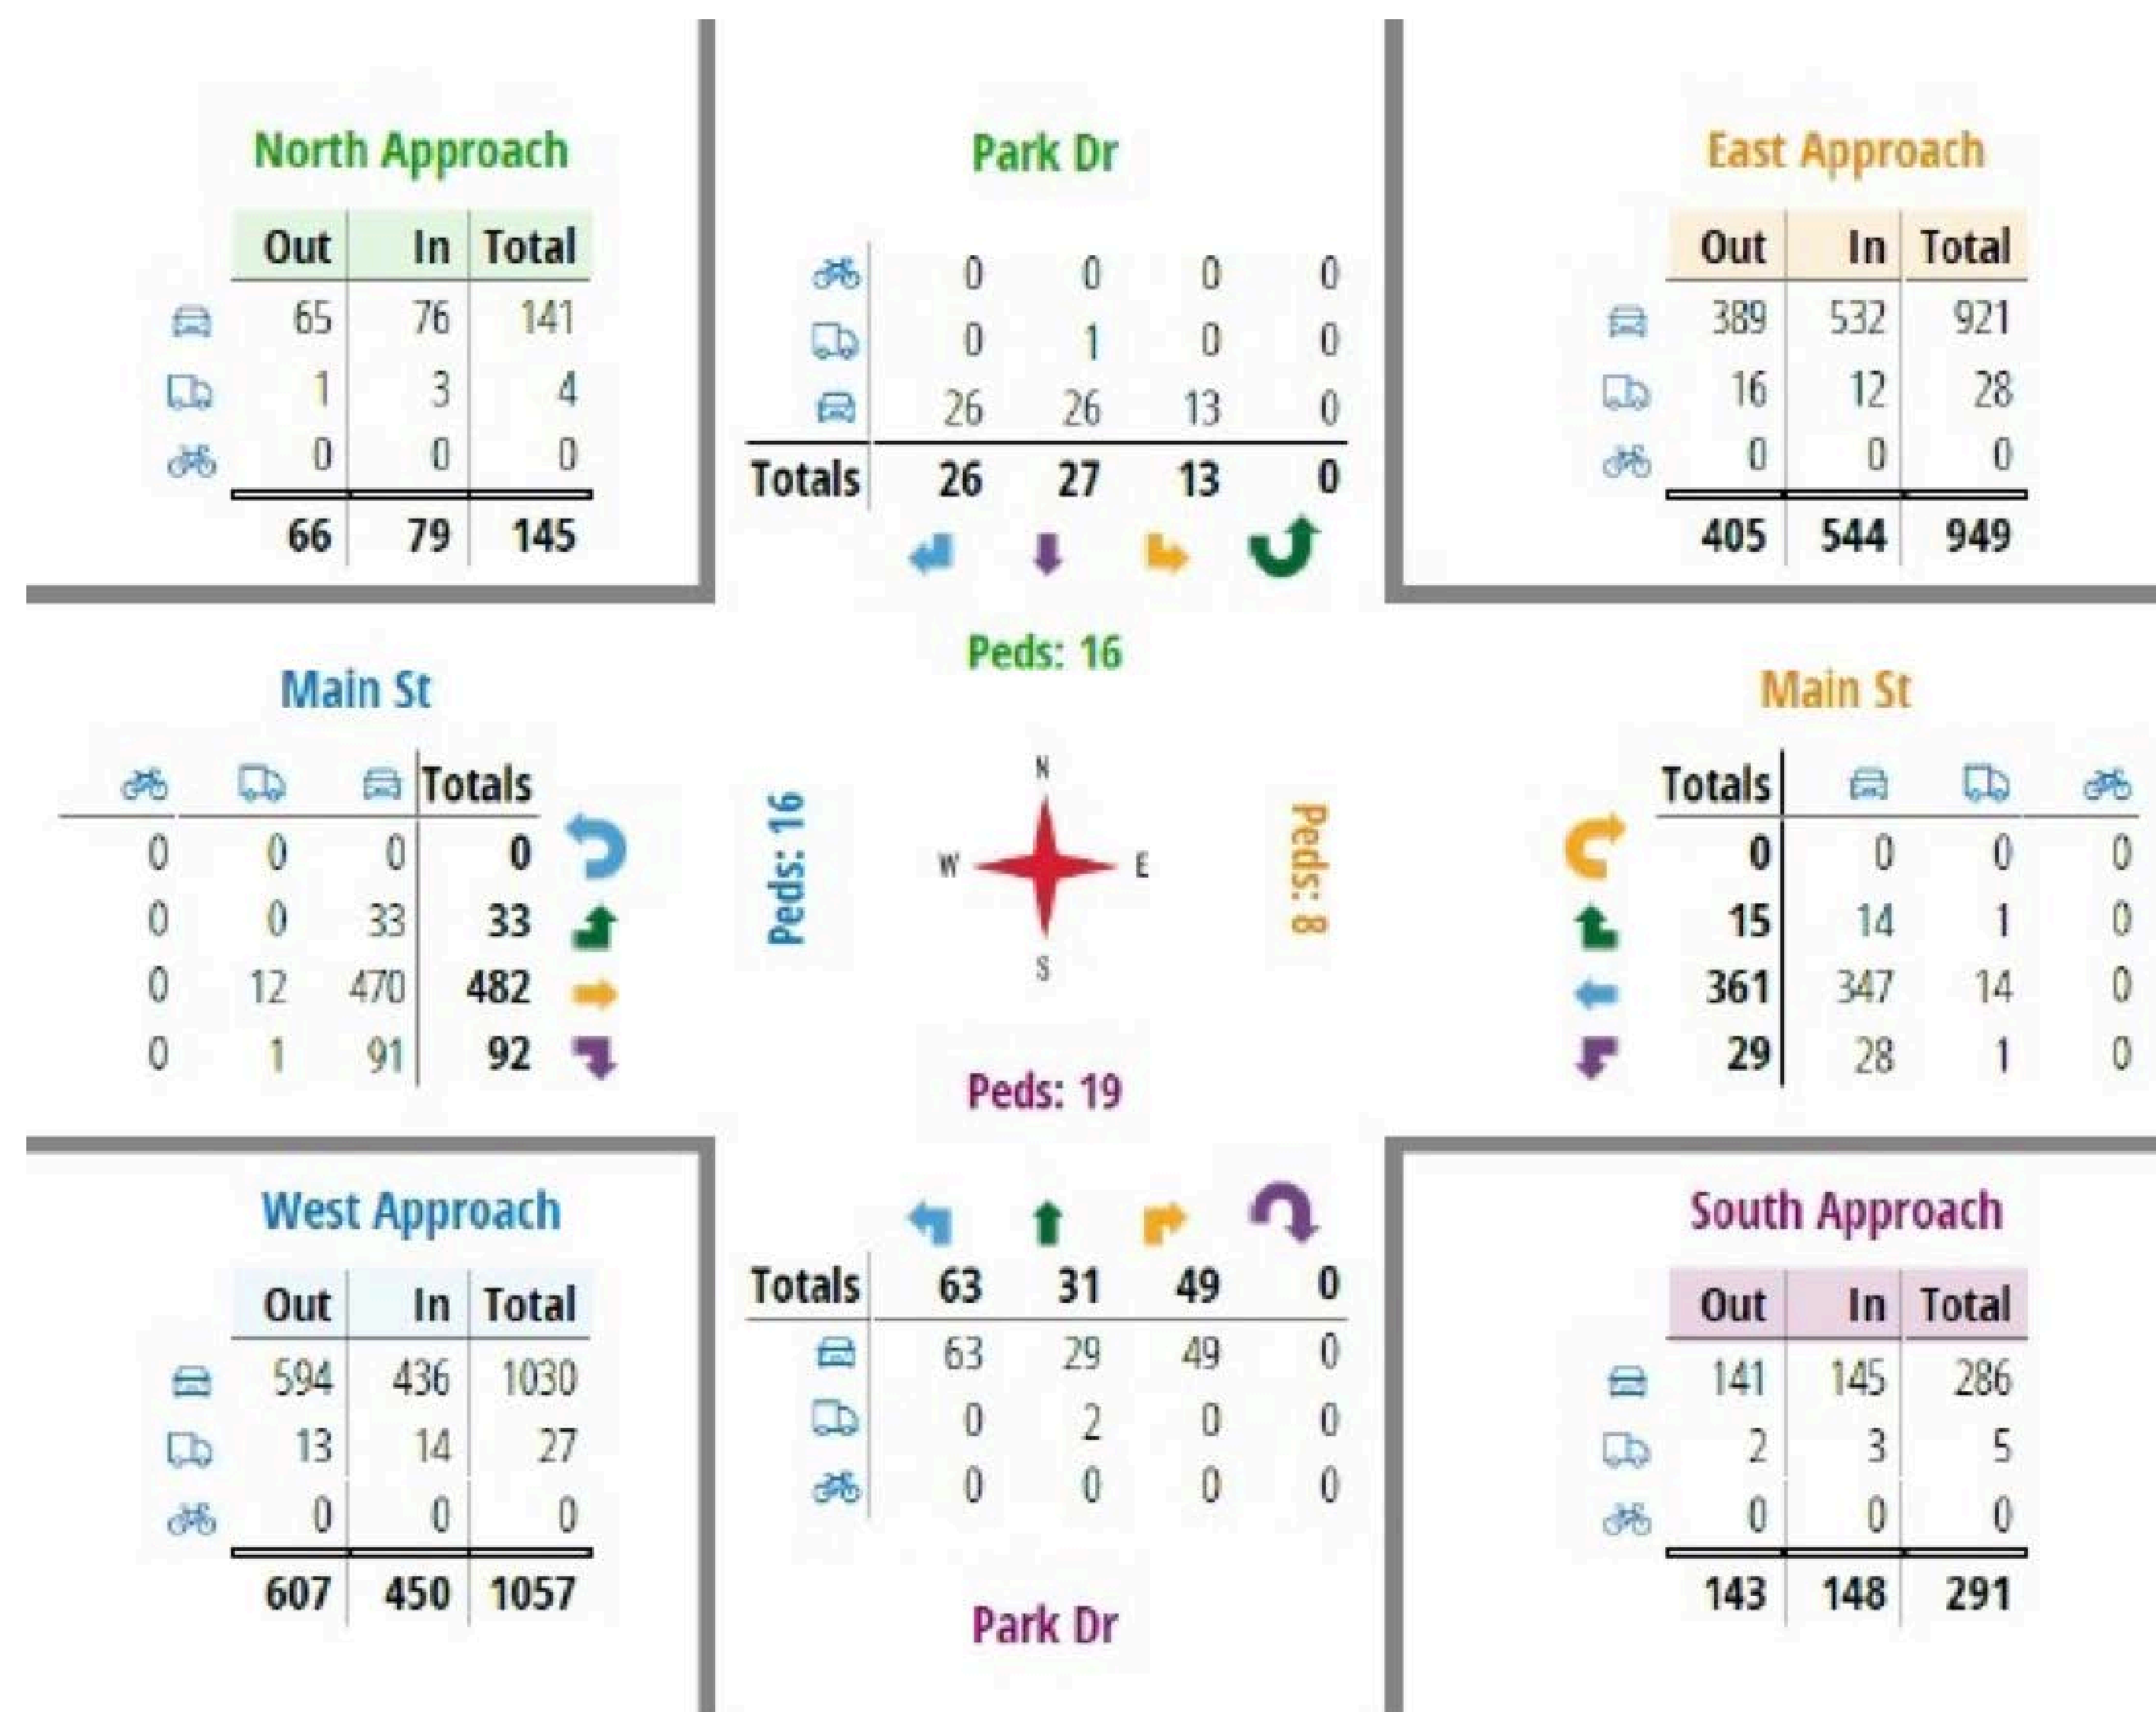 North Approach
Out In Total
65 76 141
1 3 4
0 0 0
66 79 145
Park Dr
0 0 0 0
0 1 0 0
26 26 13 0
Totals 26 27 13 0
East Approach
Out In Total
389 532 921
16 12 28
0 0 0
405 544 949
Main St
Totals
0 0 0 0
0 0 33 33
0 12 470 482
0 1 91 92
Peds: 16
Peds: 16
N
W E
S
Peds: 8
Peds: 19
Main St
Totals
0 0 0 0
15 14 1 0
361 347 14 0
29 28 1 0
West Approach
Out In Total
594 436 1030
13 14 27
0 0 0
607 450 1057
Totals 63 31 49 0
63 29 49 0
0 2 0 0
0 0 0 0
Park Dr
South Approach
Out In Total
141 145 286
2 3 5
0 0 0
143 148 291